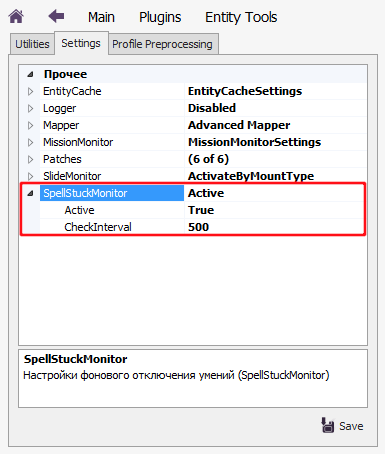 Main Plugins Entity Tools
Utilities Settings Profile Preprocessing
Прочее
EntityCache EntityCacheSettings
Logger Disabled
Mapper Advanced Mapper
MissionMonitor MissionMonitorSettings
Patches (6 of 6)
SlideMonitor ActivateByMountType
SpellStuckMonitor Active
Active True
CheckInterval 500
SpellStuckMonitor
Настройки фонового отключения умений (SpellStuckMonitor)
Save